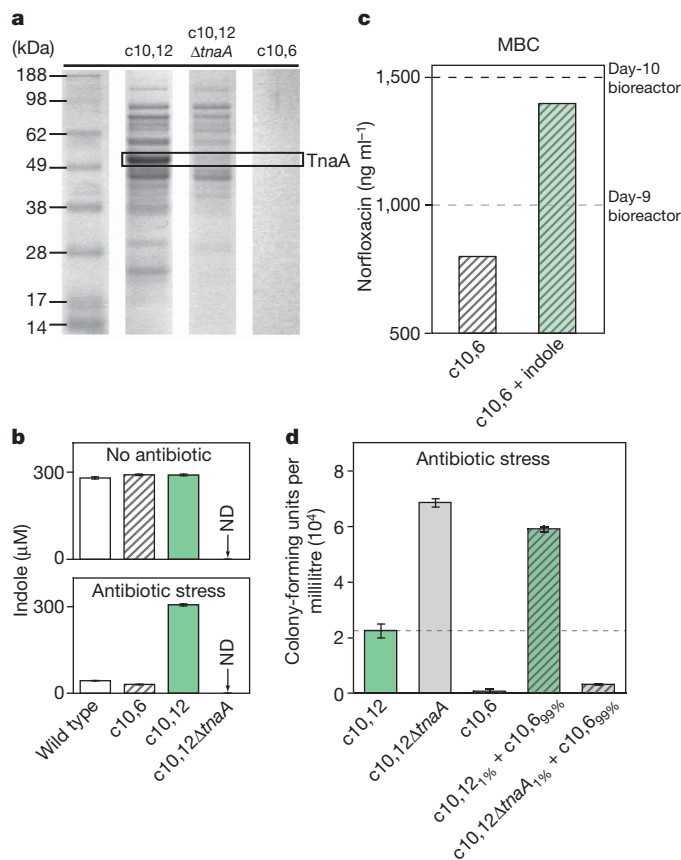 a
(kDa)
c10,12
c10,12
ΔtnaA
c10,6
188
98
62
49
38
28
17
14
TnaA
c
MBC
Norfloxacin (ng ml⁻¹)
1,500
1,000
500
Day-10
bioreactor
Day-9
bioreactor
c10,6
c10,6 + indole
b
Indole (μM)
No antibiotic
300
0
ND
Antibiotic stress
300
0
ND
Wild type
c10,6
c10,12
c10,12ΔtnaA
d
Antibiotic stress
Colony-forming units per
millilitre (10⁴)
8
6
4
2
0
c10,12
c10,12ΔtnaA
c10,6
c10,12₁% + c10,6₉₉%
c10,12ΔtnaA₁% + c10,6₉₉%